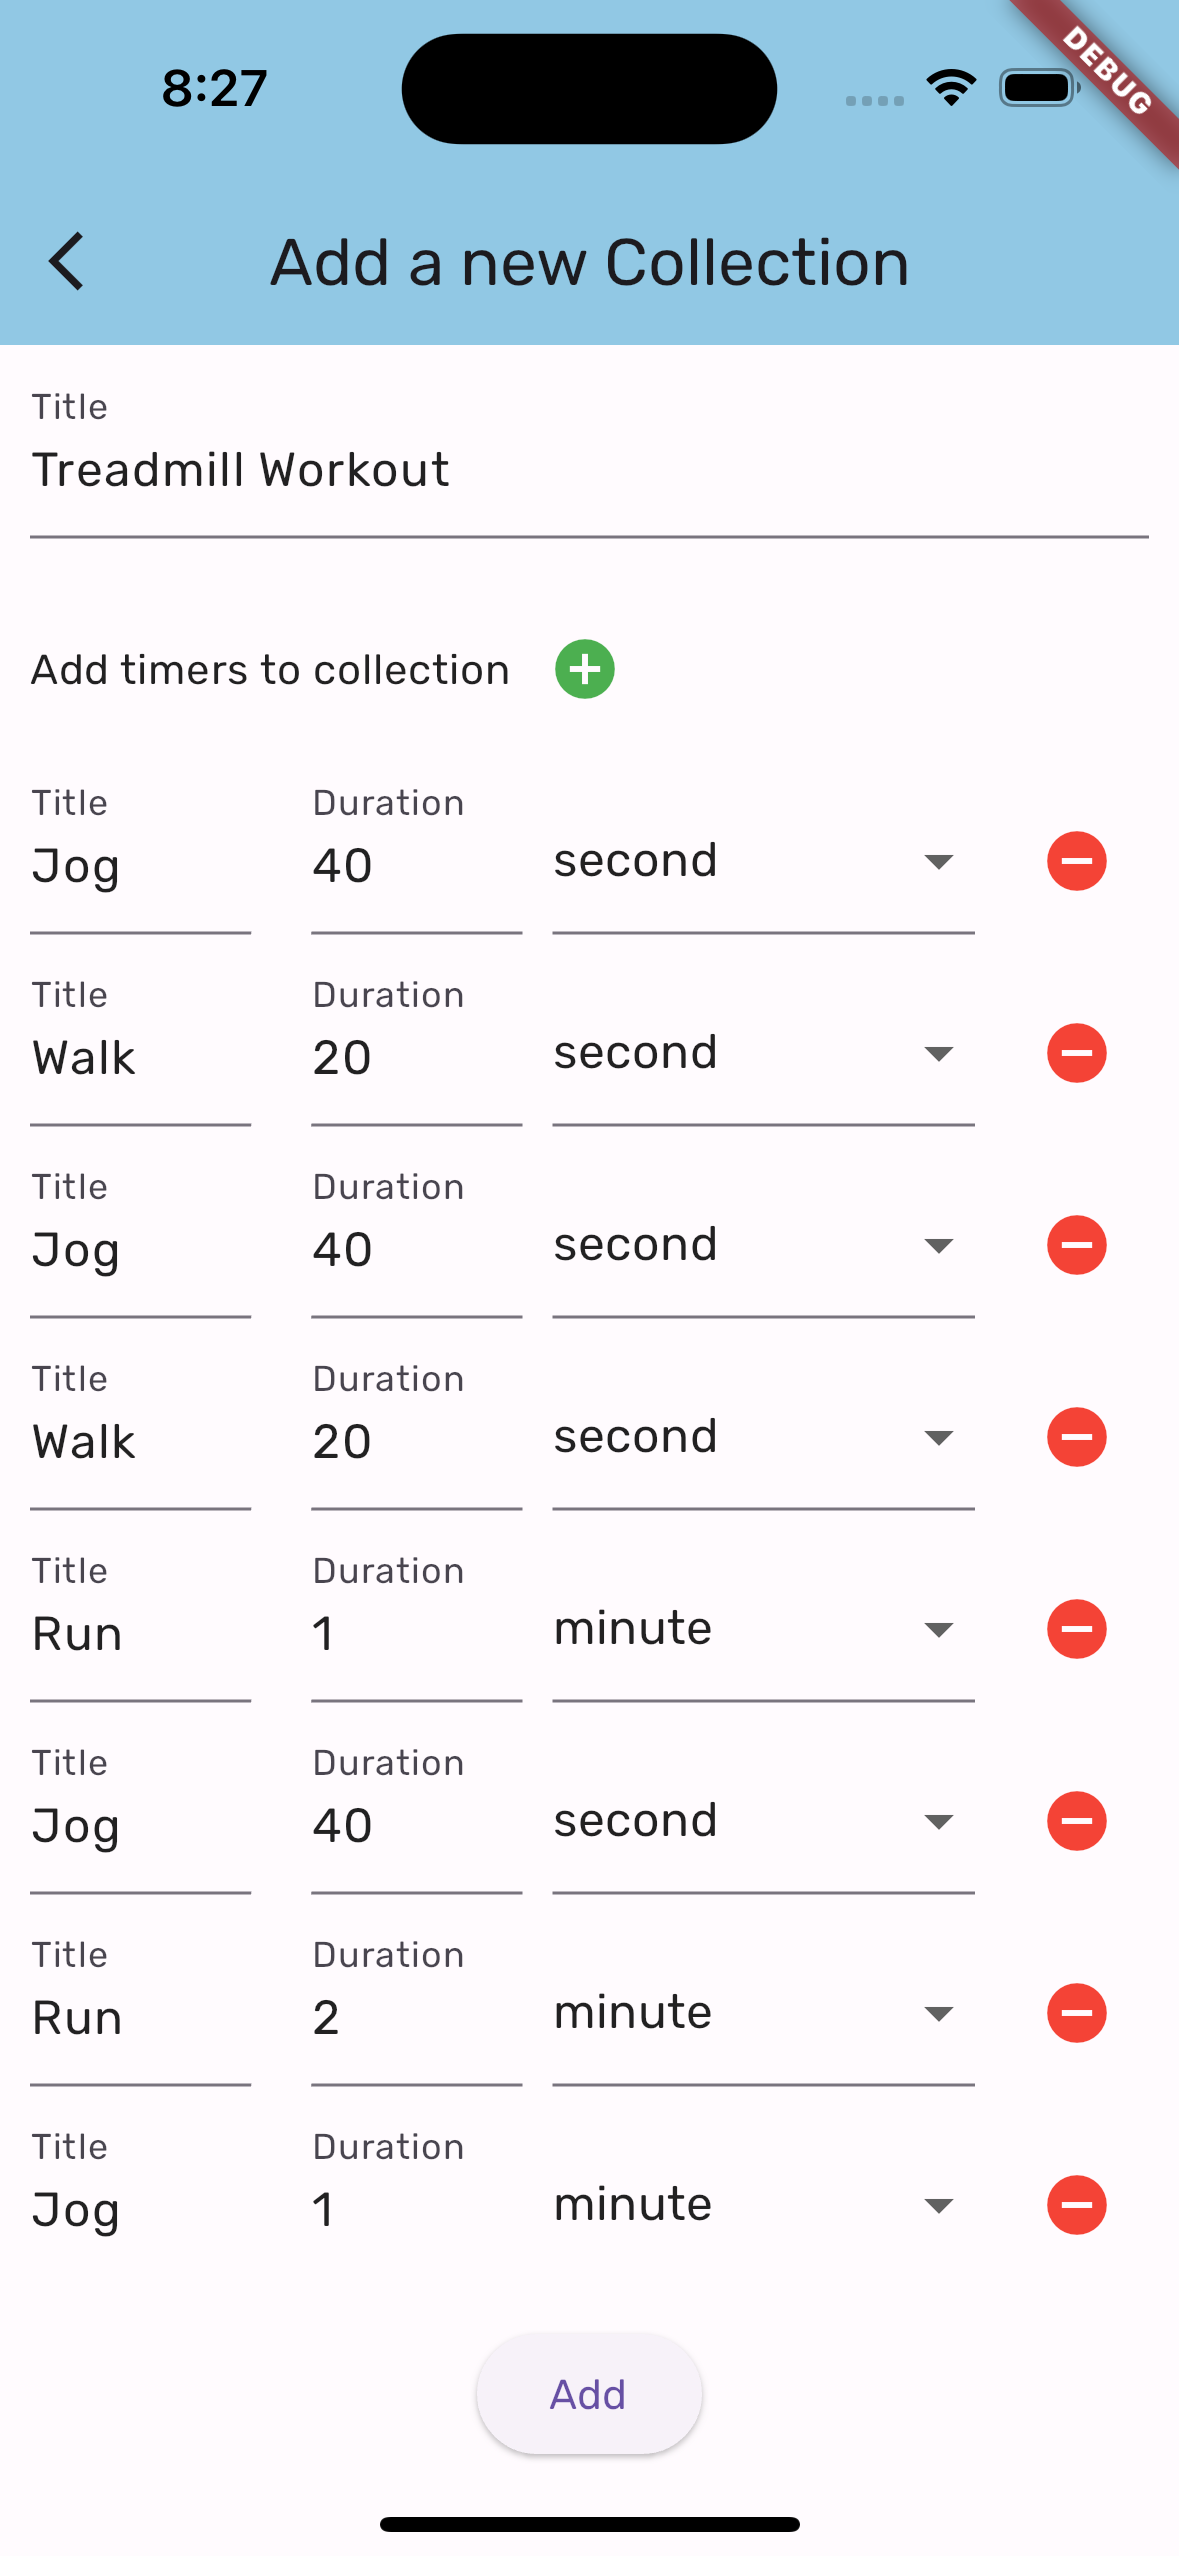 8:27
DEBUG
Add a new Collection
Title
Treadmill Workout
Add timers to collection
Title Duration
Jog 40 second
Title Duration
Walk 20 second
Title Duration
Jog 40 second
Title Duration
Walk 20 second
Title Duration
Run 1 minute
Title Duration
Jog 40 second
Title Duration
Run 2 minute
Title Duration
Jog 1 minute
Add